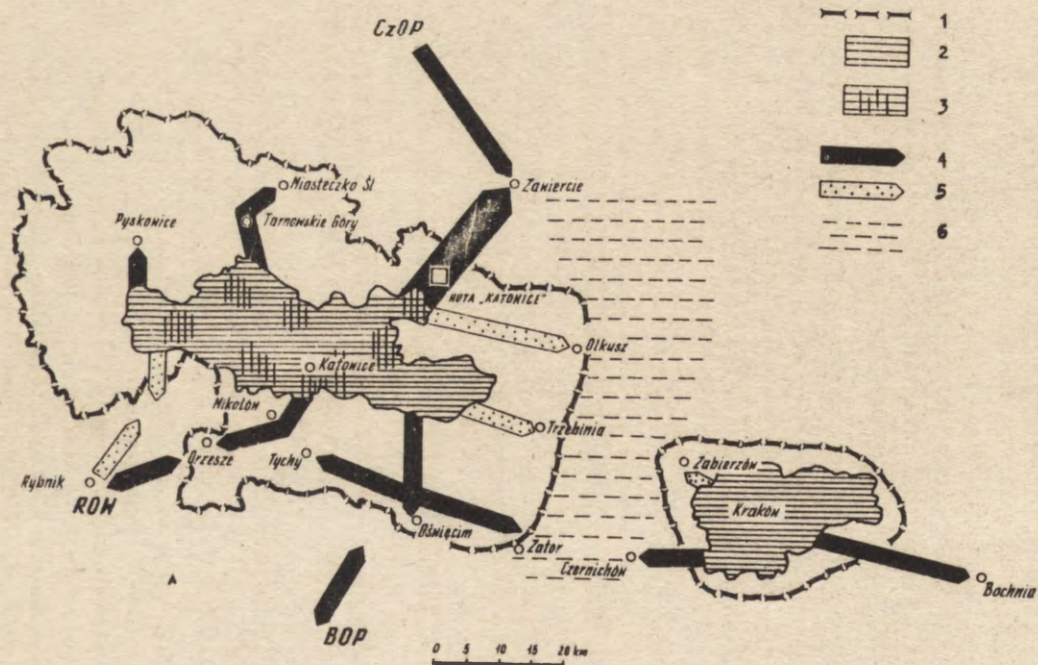 CzOP
1
2
3
4
5
6
Miasteczko Śl
Zawiercie
Pyskowice
Tarnowskie Góry
HUTA „KATOWICE"
Olkusz
Katowice
Mikołów
Trzebinia
Orzesze
Tychy
Zabierzów
Rybnik
ROW
Kraków
Oświęcim
Zator
Czernichów
A
Bochnia
BOP
0 5 10 15 20 km